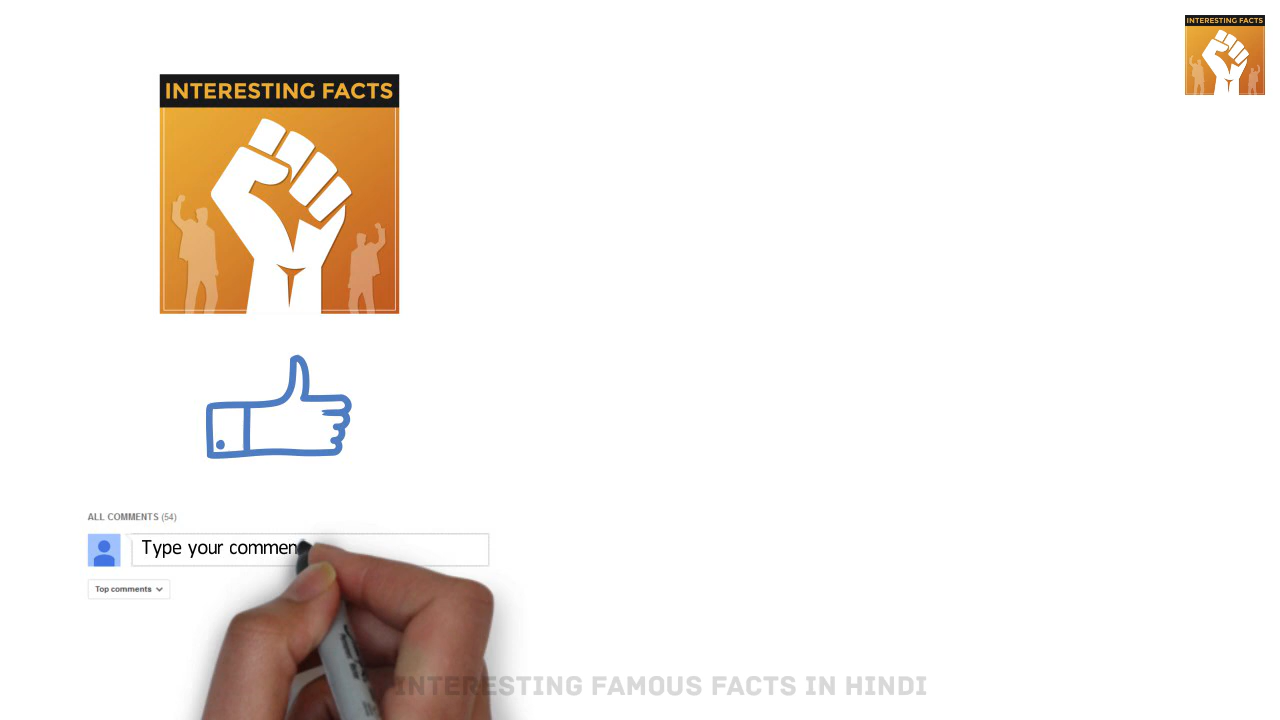 INTERESTING FACTS
INTERESTING FACTS
ALL COMMENTS (54)
Type your commen
Top comments
INTERESTING FAMOUS FACTS IN HINDI